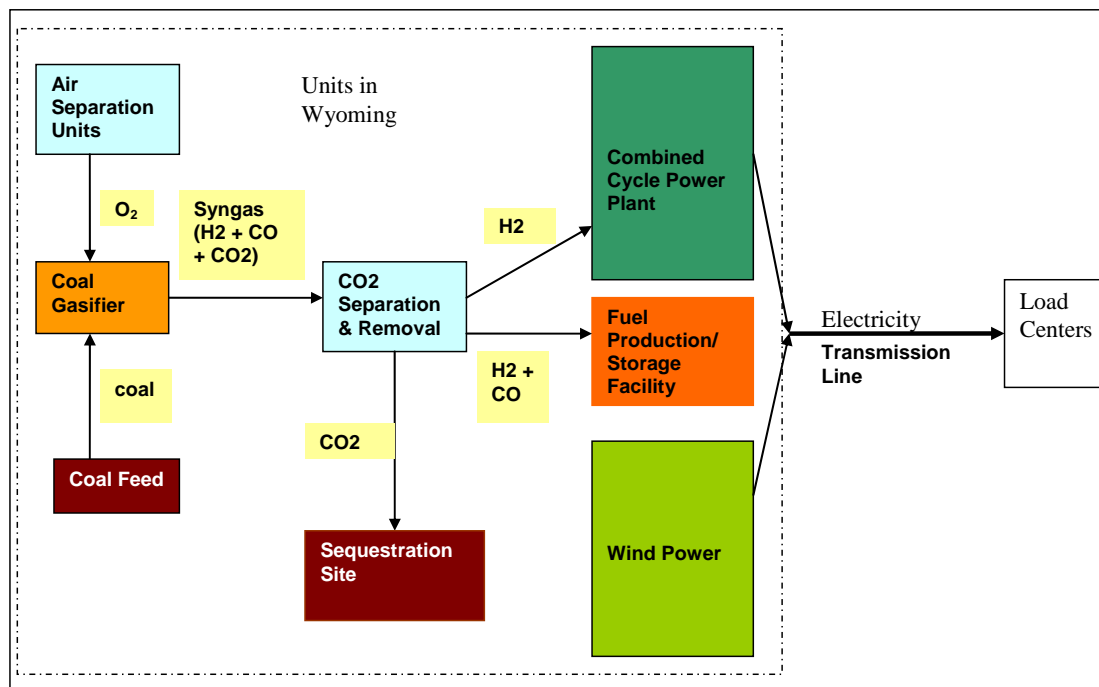 Air
Separation
Units
Units in
Wyoming
Combined
Cycle Power
Plant
O₂
Syngas
(H2 + CO
+ CO2)
H2
Coal
Gasifier
CO2
Separation
& Removal
Fuel
Production/
Storage
Facility
Electricity
Transmission
Line
Load
Centers
coal
H2 +
CO
CO2
Coal Feed
Sequestration
Site
Wind Power